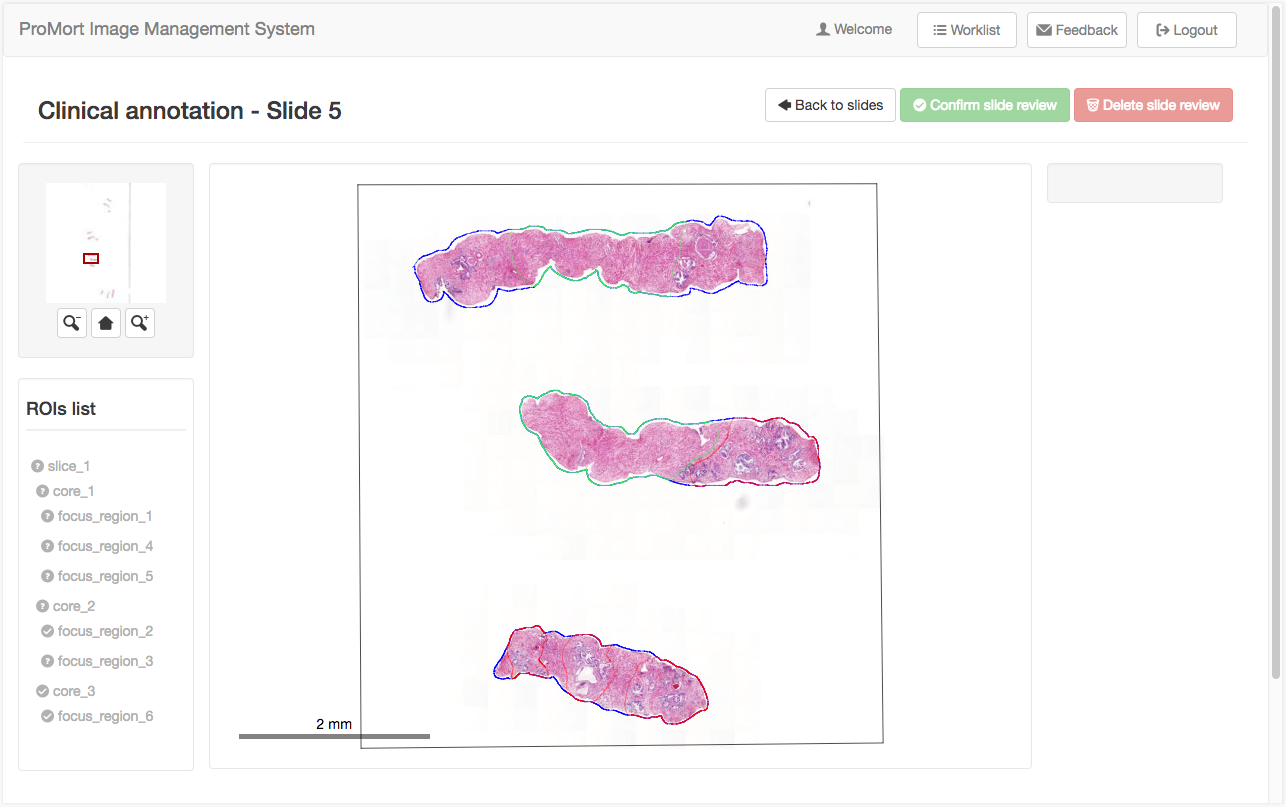 ProMort Image Management System
Welcome
Worklist
Feedback
Logout
Clinical annotation - Slide 5
Back to slides
Confirm slide review
Delete slide review
ROIs list
slice_1
core_1
focus_region_1
focus_region_4
focus_region_5
core_2
focus_region_2
focus_region_3
core_3
focus_region_6
2 mm